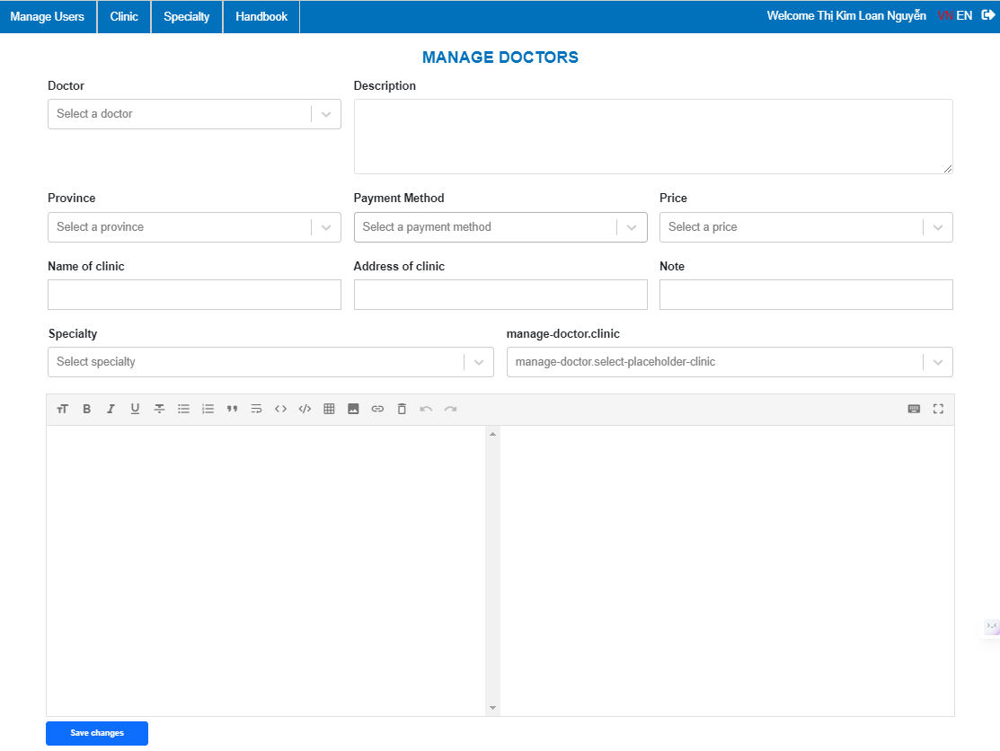 Manage Users Clinic Specialty Handbook Welcome Thị Kim Loan Nguyễn VN EN
MANAGE DOCTORS
Doctor Description
Select a doctor
Province Payment Method Price
Select a province Select a payment method Select a price
Name of clinic Address of clinic Note
Specialty manage-doctor.clinic
Select specialty manage-doctor.select-placeholder-clinic
Save changes